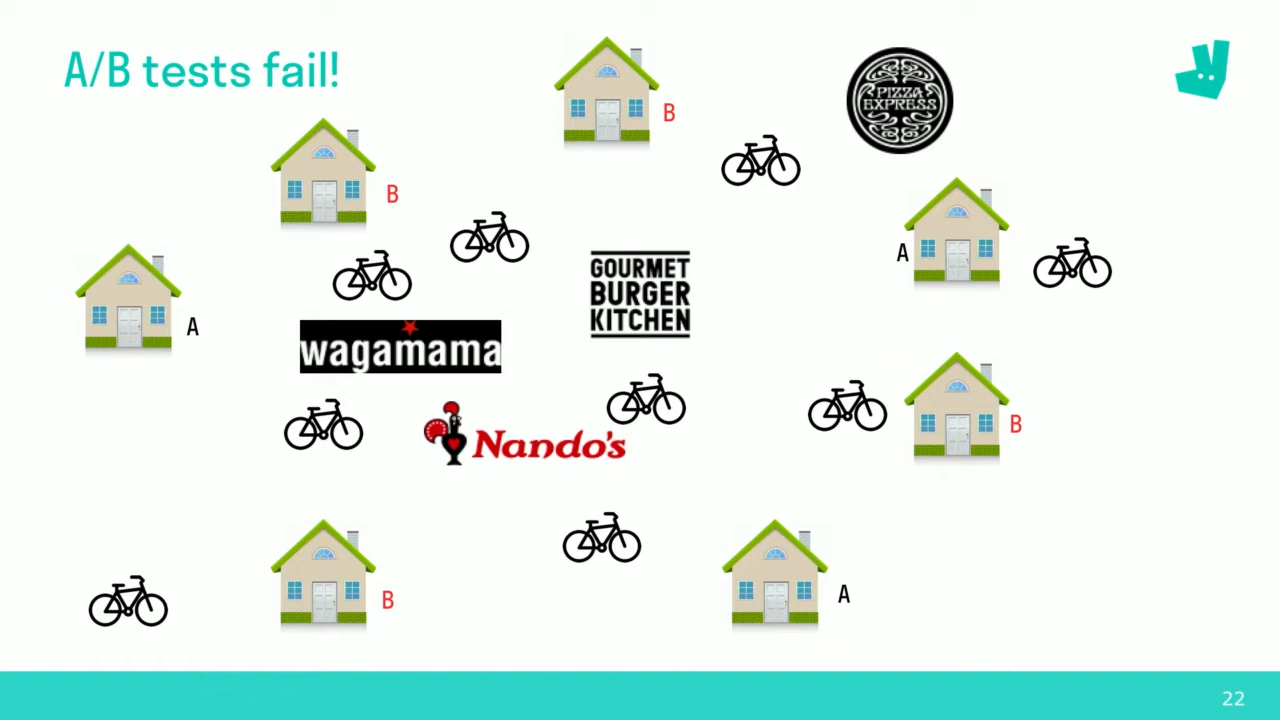 A/B tests fail!
B
PIZZA
EXPRESS
B
A
GOURMET
BURGER
KITCHEN
A
wagamama
B
Nando's
B
A
22